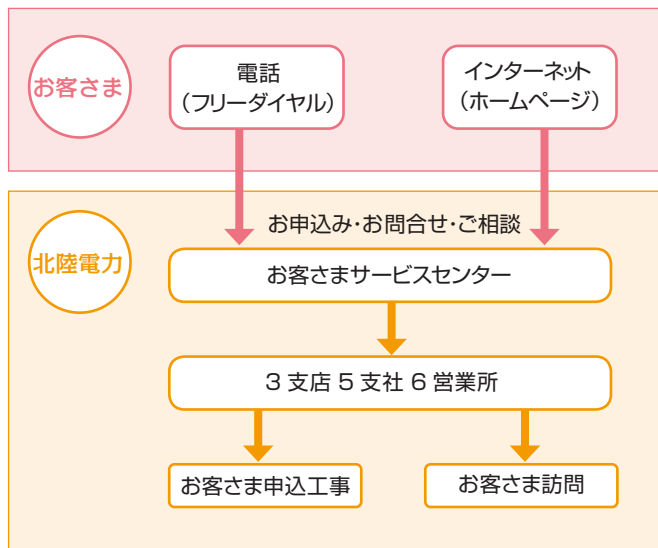 お客さま
電話
(フリーダイヤル)
インターネット
(ホームページ)
北陸電力
お申込み・お問合せ・ご相談
お客さまサービスセンター
3 支店 5 支社 6 営業所
お客さま申込工事
お客さま訪問